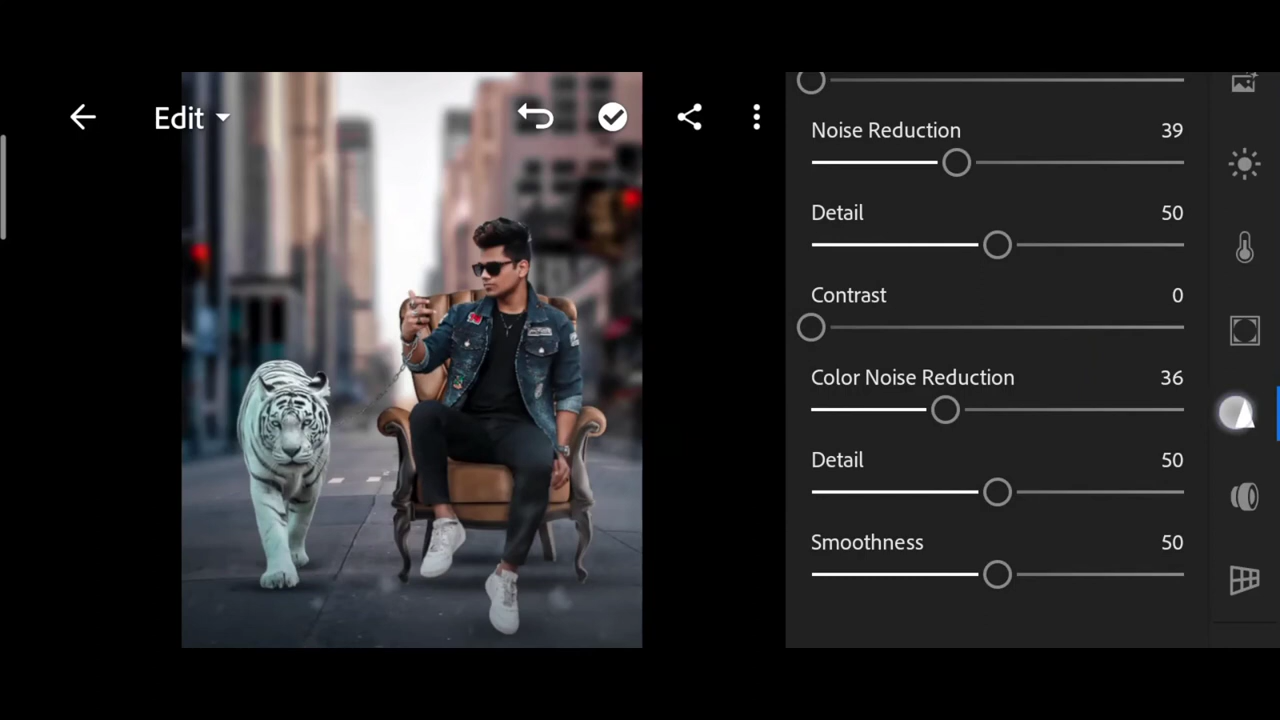 Edit
Noise Reduction 39
Detail 50
Contrast 0
Color Noise Reduction 36
Detail 50
Smoothness 50